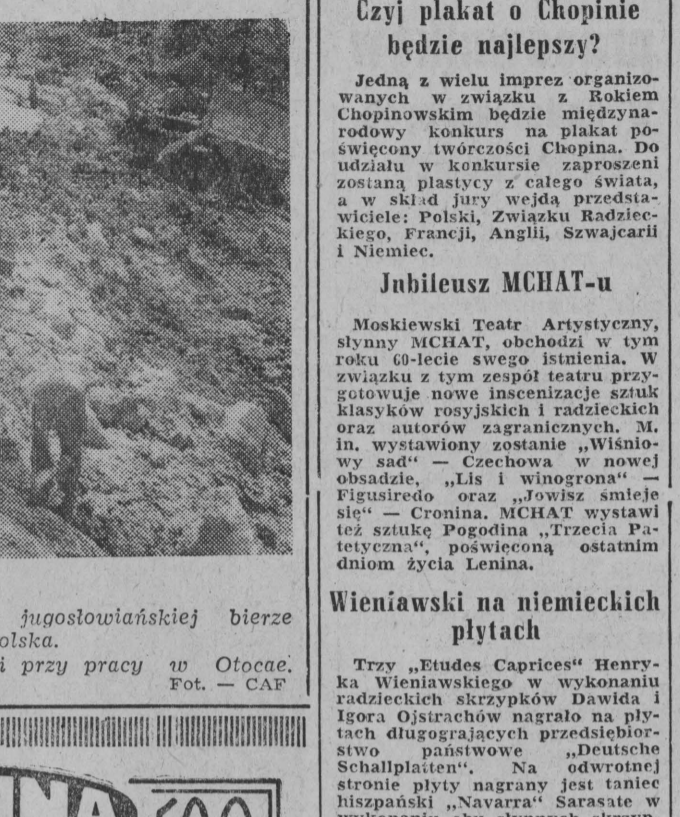 jugosłowiańskiej bierze
olska.
i przy pracy w Otocae.
Fot. — CAF
Czyj plakat o Chopinie
będzie najlepszy?
Jedną z wielu imprez organizo-
wanych w związku z Rokiem
Chopinowskim będzie międzyna-
rodowy konkurs na plakat po-
święcony twórczości Chopina. Do
udziału w konkursie zaproszeni
zostaną plastycy z całego świata,
a w skład jury wejdą przedsta-
wiciele: Polski, Związku Radziec-
kiego, Francji, Anglii, Szwajcarii
i Niemiec.
Jubileusz MCHAT-u
Moskiewski Teatr Artystyczny,
słynny MCHAT, obchodzi w tym
roku 60-lecie swego istnienia. W
związku z tym zespół teatru przy-
gotowuje nowe inscenizacje sztuk
klasyków rosyjskich i radzieckich
oraz autorów zagranicznych. M.
in. wystawiony zostanie „Wiśnio-
wy sad“ — Czechowa w nowej
obsadzie, „Lis i winogrona“ —
Figusiredo oraz „Jowisz śmieje
się“ — Cronina. MCHAT wystawi
też sztukę Pogodina „Trzecia Pa-
tetyczna“, poświęconą ostatnim
dniom życia Lenina.
Wieniawski na niemieckich
płytach
Trzy „Etudes Caprices“ Henry-
ka Wieniawskiego w wykonaniu
radzieckich skrzypków Dawida i
Igora Ojstrachów nagrało na pły-
tach długogrających przedsiębior-
stwo państwowe „Deutsche
Schallplatten“. Na odwrotnej
stronie płyty nagrany jest taniec
hiszpański „Navarra“ Sarasate w